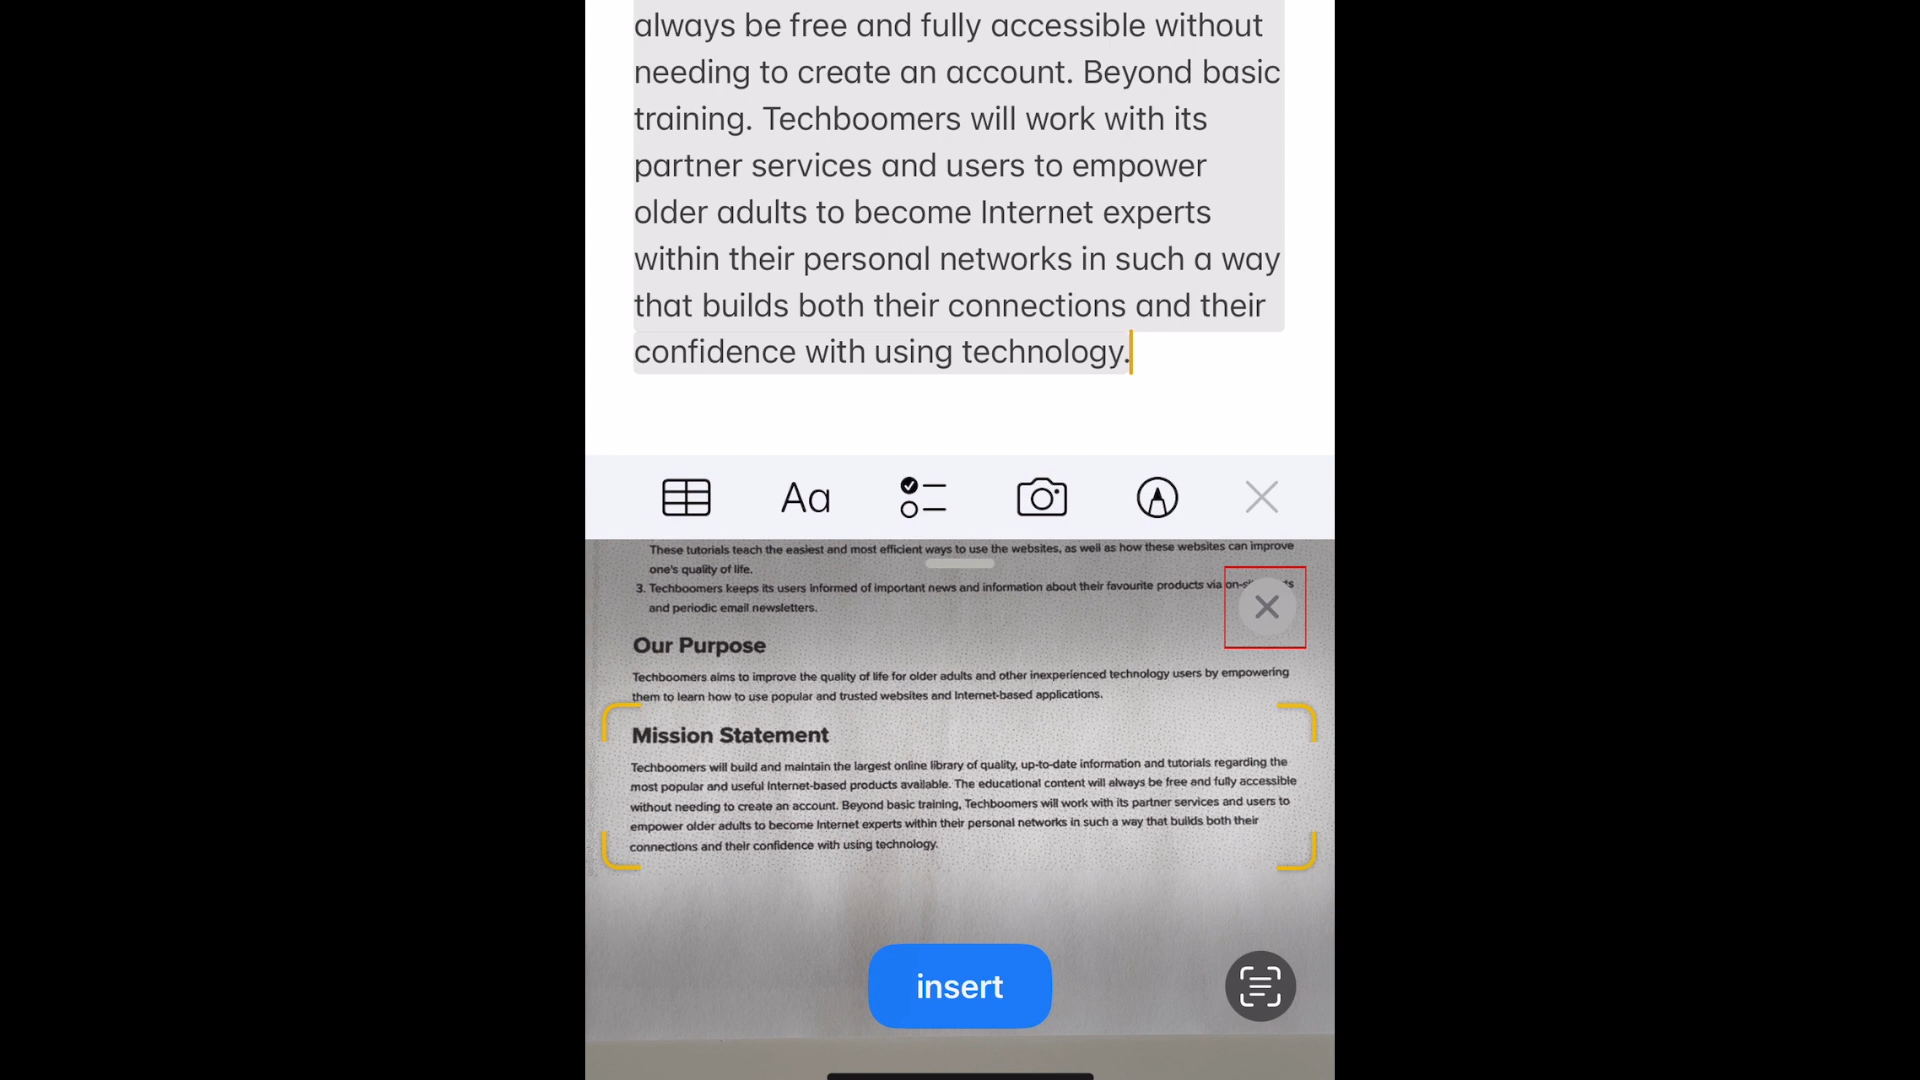 always be free and fully accessible without
needing to create an account. Beyond basic
training. Techboomers will work with its
partner services and users to empower
older adults to become Internet experts
within their personal networks in such a way
that builds both their connections and their
confidence with using technology.
Aa
These tutorials teach the easiest and most efficient ways to use the websites, as well as how these websites can improve
one's quality of life.
3. Techboomers keeps its users informed of important news and information about their favourite products via
and periodic email newsletters.
Our Purpose
Techboomers aims to improve the quality of life for older adults and other inexperienced technology users by empowering
them to learn how to use popular and trusted websites and Internet-based applications.
Mission Statement
Techboomers will build and maintain the largest online library of quality, up-to-date information and tutorials regarding the
most popular and useful Internet-based products available. The educational content will always be free and fully accessible
without needing to create an account. Beyond basic training, Techboomers will work with its partner services and users to
empower older adults to become Internet experts within their personal networks in such a way that builds both their
connections and their confidence with using technology.
insert